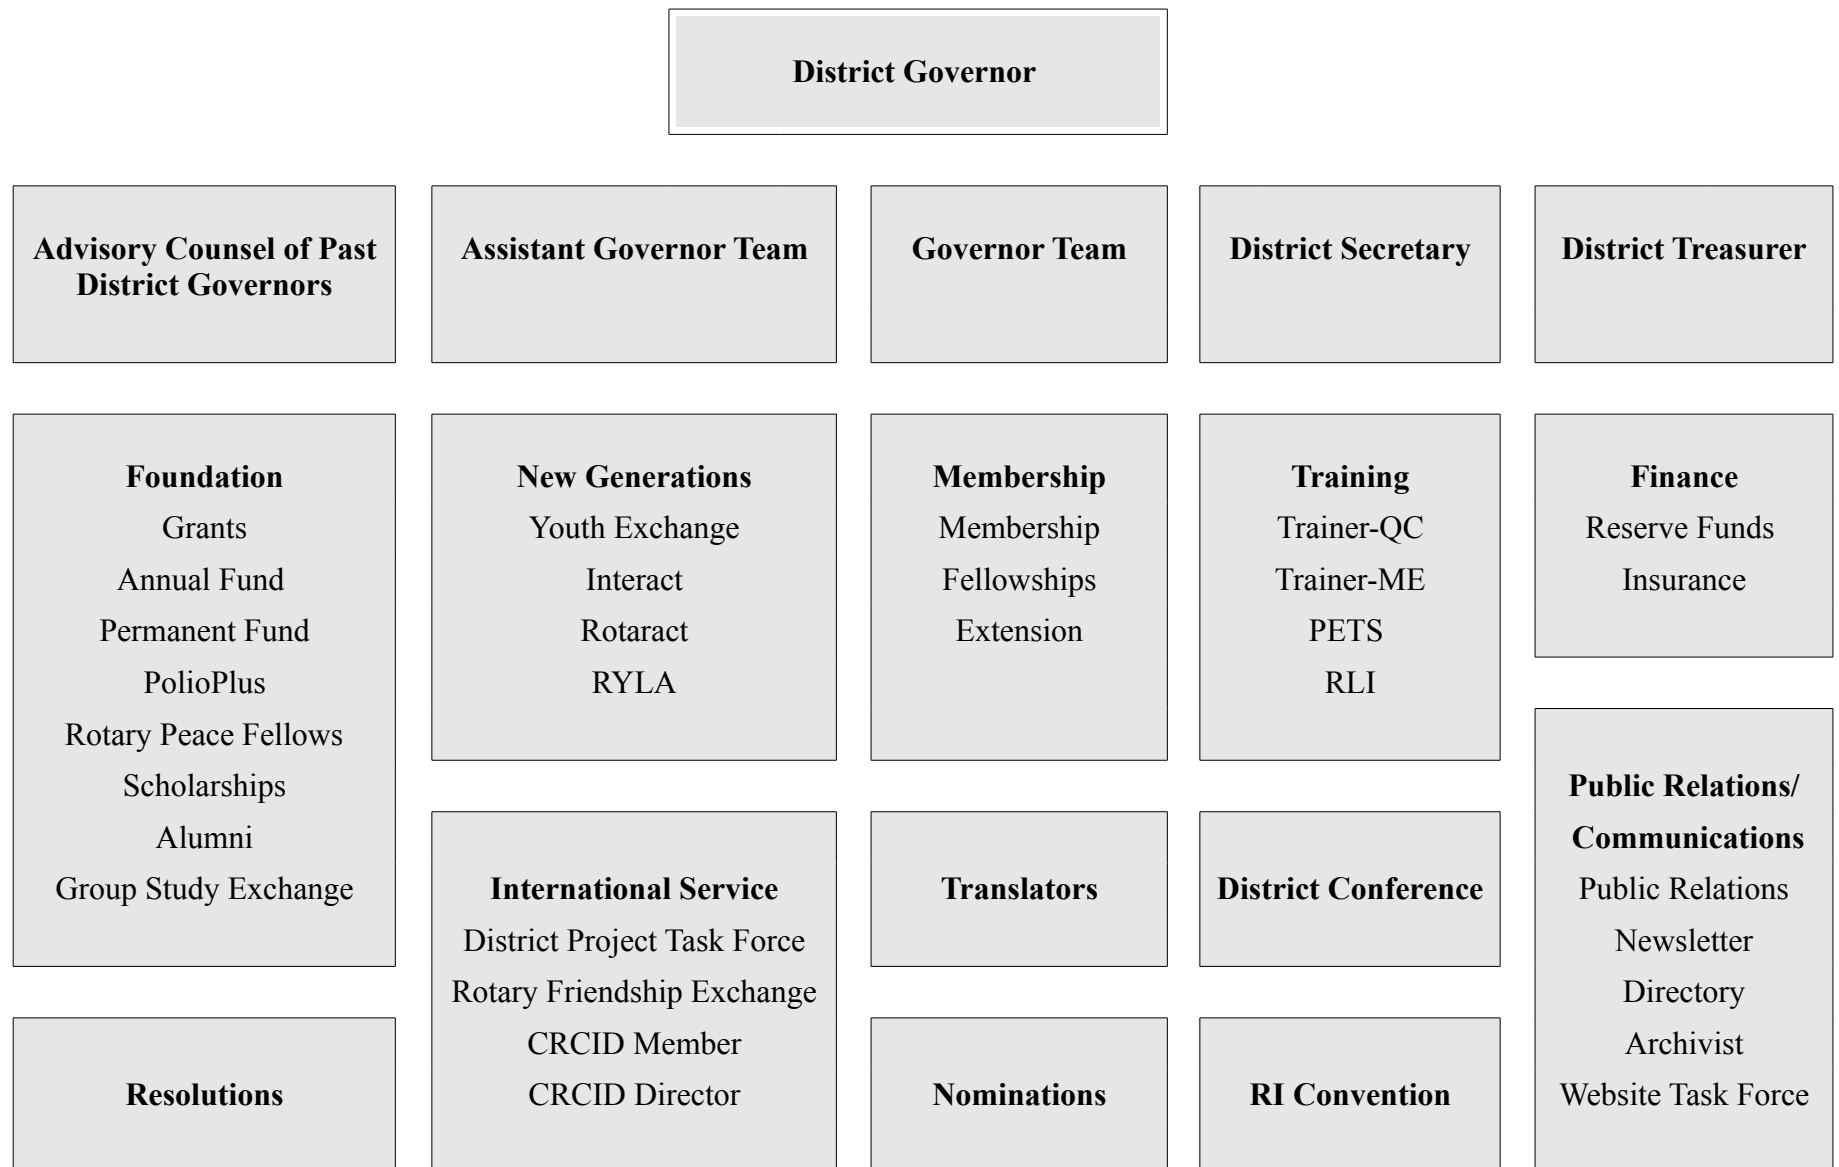 District Governor
Advisory Counsel of Past
District Governors
Assistant Governor Team
Governor Team
District Secretary
District Treasurer
Foundation
Grants
Annual Fund
Permanent Fund
PolioPlus
Rotary Peace Fellows
Scholarships
Alumni
Group Study Exchange
New Generations
Youth Exchange
Interact
Rotaract
RYLA
Membership
Membership
Fellowships
Extension
Training
Trainer-QC
Trainer-ME
PETS
RLI
Finance
Reserve Funds
Insurance
International Service
District Project Task Force
Rotary Friendship Exchange
CRCID Member
CRCID Director
Translators
District Conference
Public Relations/
Communications
Public Relations
Newsletter
Directory
Archivist
Website Task Force
Resolutions
Nominations
RI Convention